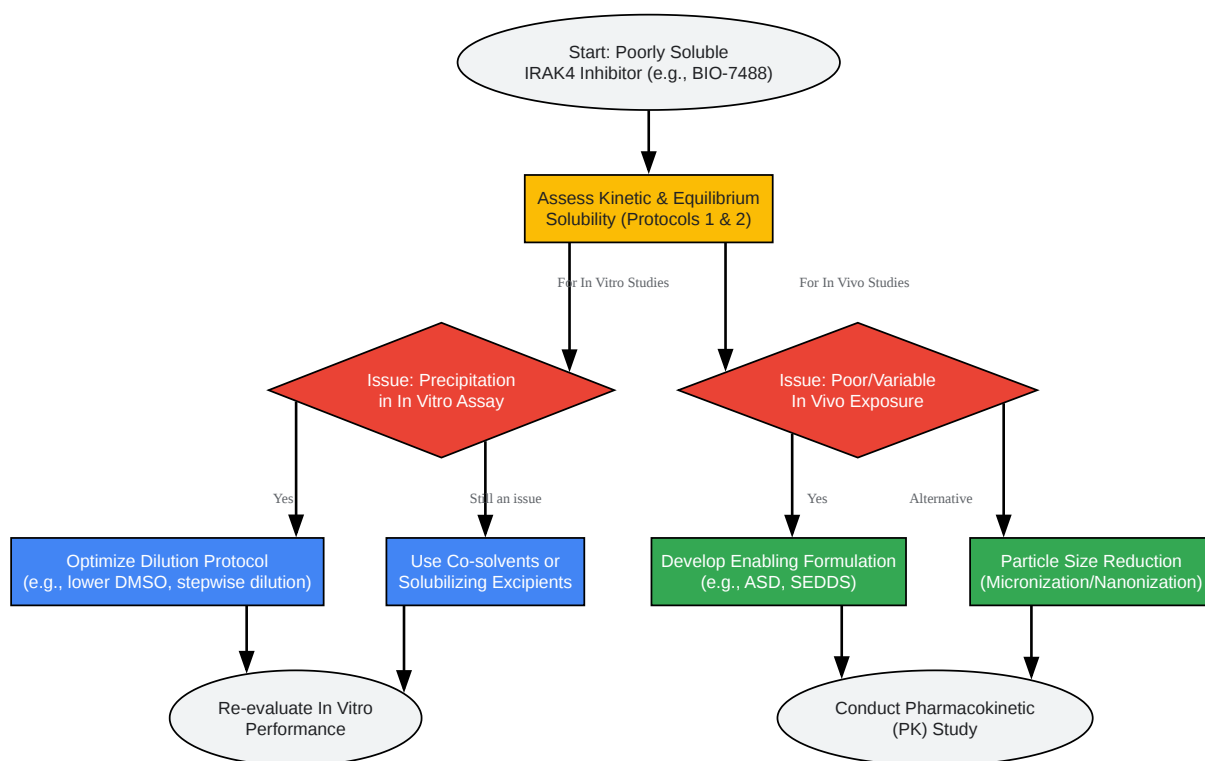 Start: Poorly Soluble
IRAK4 Inhibitor (e.g., BIO-7488)
Assess Kinetic & Equilibrium
Solubility (Protocols 1 & 2)
For In Vitro Studies
For In Vivo Studies
Issue: Precipitation
in In Vitro Assay
Issue: Poor/Variable
In Vivo Exposure
Yes
Still an issue
Yes
Alternative
Optimize Dilution Protocol
(e.g., lower DMSO, stepwise dilution)
Use Co-solvents or
Solubilizing Excipients
Develop Enabling Formulation
(e.g., ASD, SEDDS)
Particle Size Reduction
(Micronization/Nanonization)
Re-evaluate In Vitro
Performance
Conduct Pharmacokinetic
(PK) Study